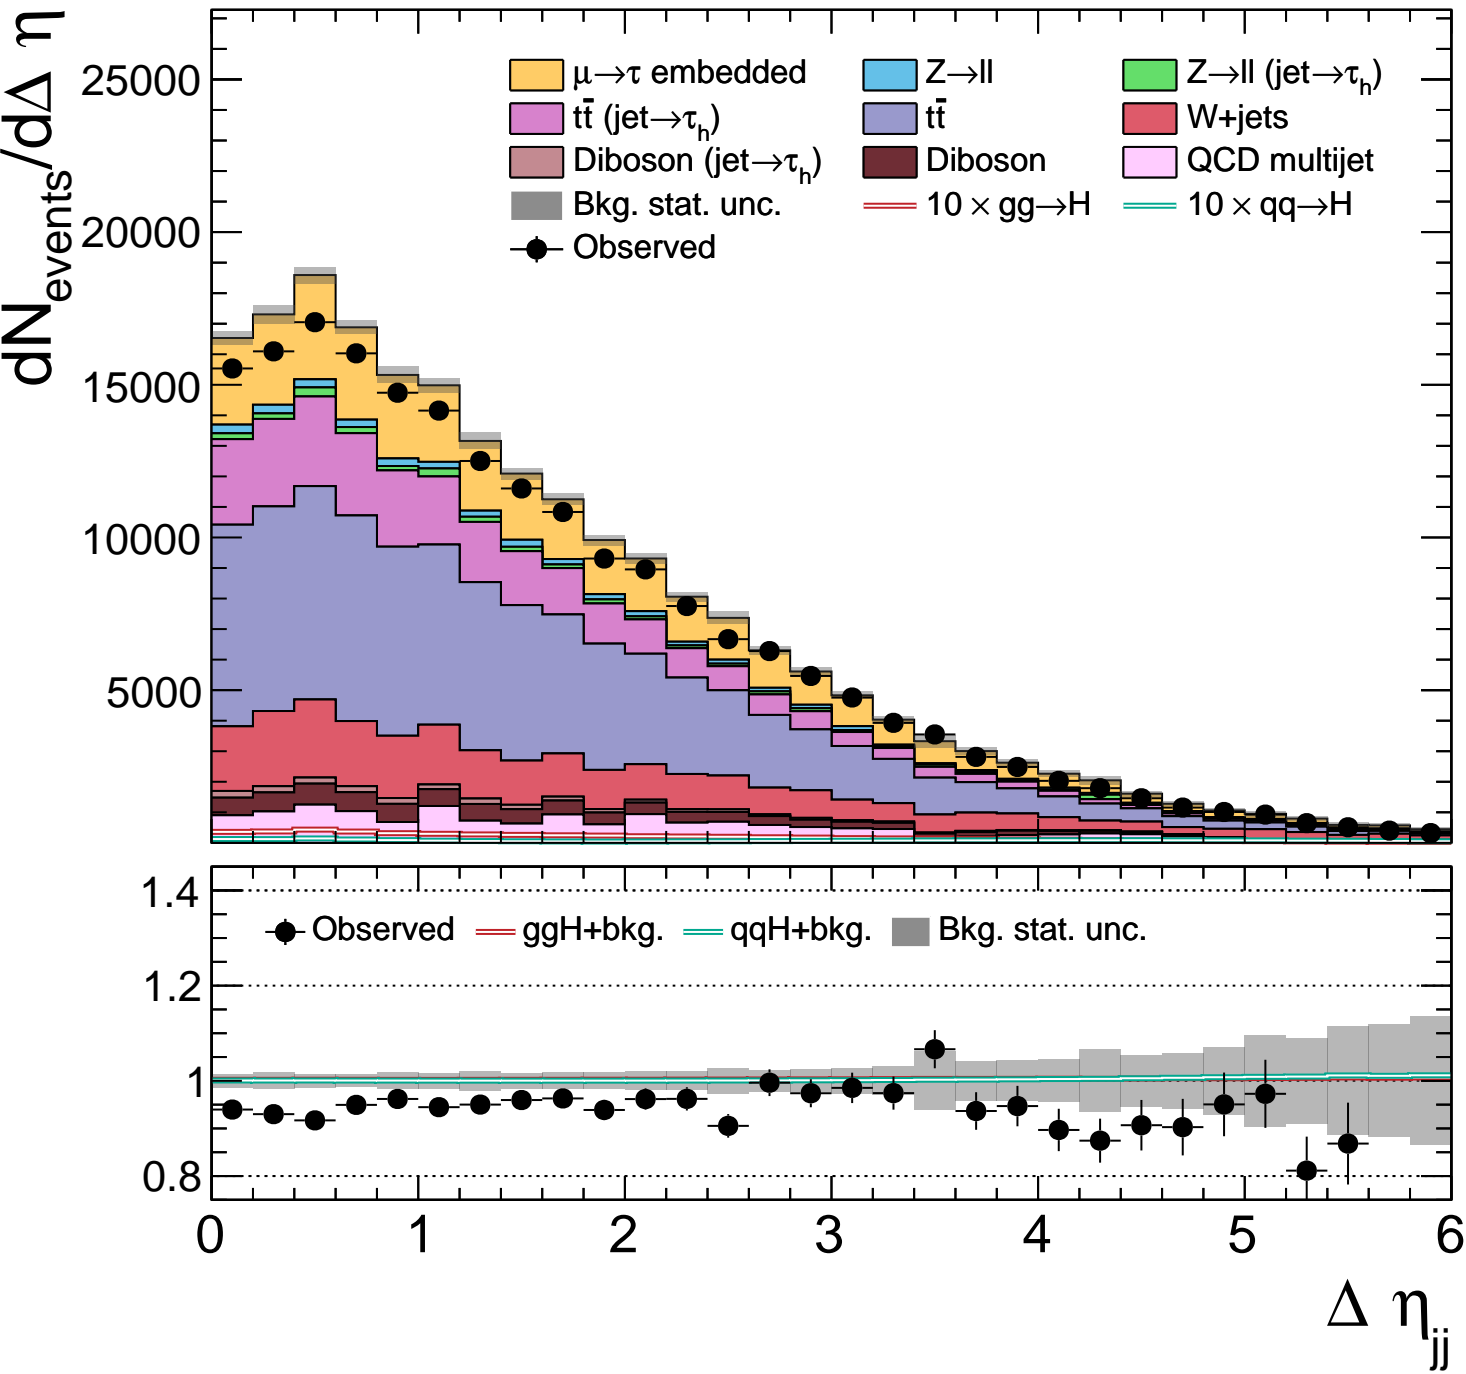 dN_events/dΔ η
25000
20000
15000
10000
5000
μ→τ embedded Z→ll Z→ll (jet→τ_h)
tt̄ (jet→τ_h) tt̄ W+jets
Diboson (jet→τ_h) Diboson QCD multijet
Bkg. stat. unc. 10 × gg→H 10 × qq→H
Observed
1.4
1.2
1
0.8
Observed ggH+bkg. qqH+bkg. Bkg. stat. unc.
0 1 2 3 4 5 6
Δ η_jj